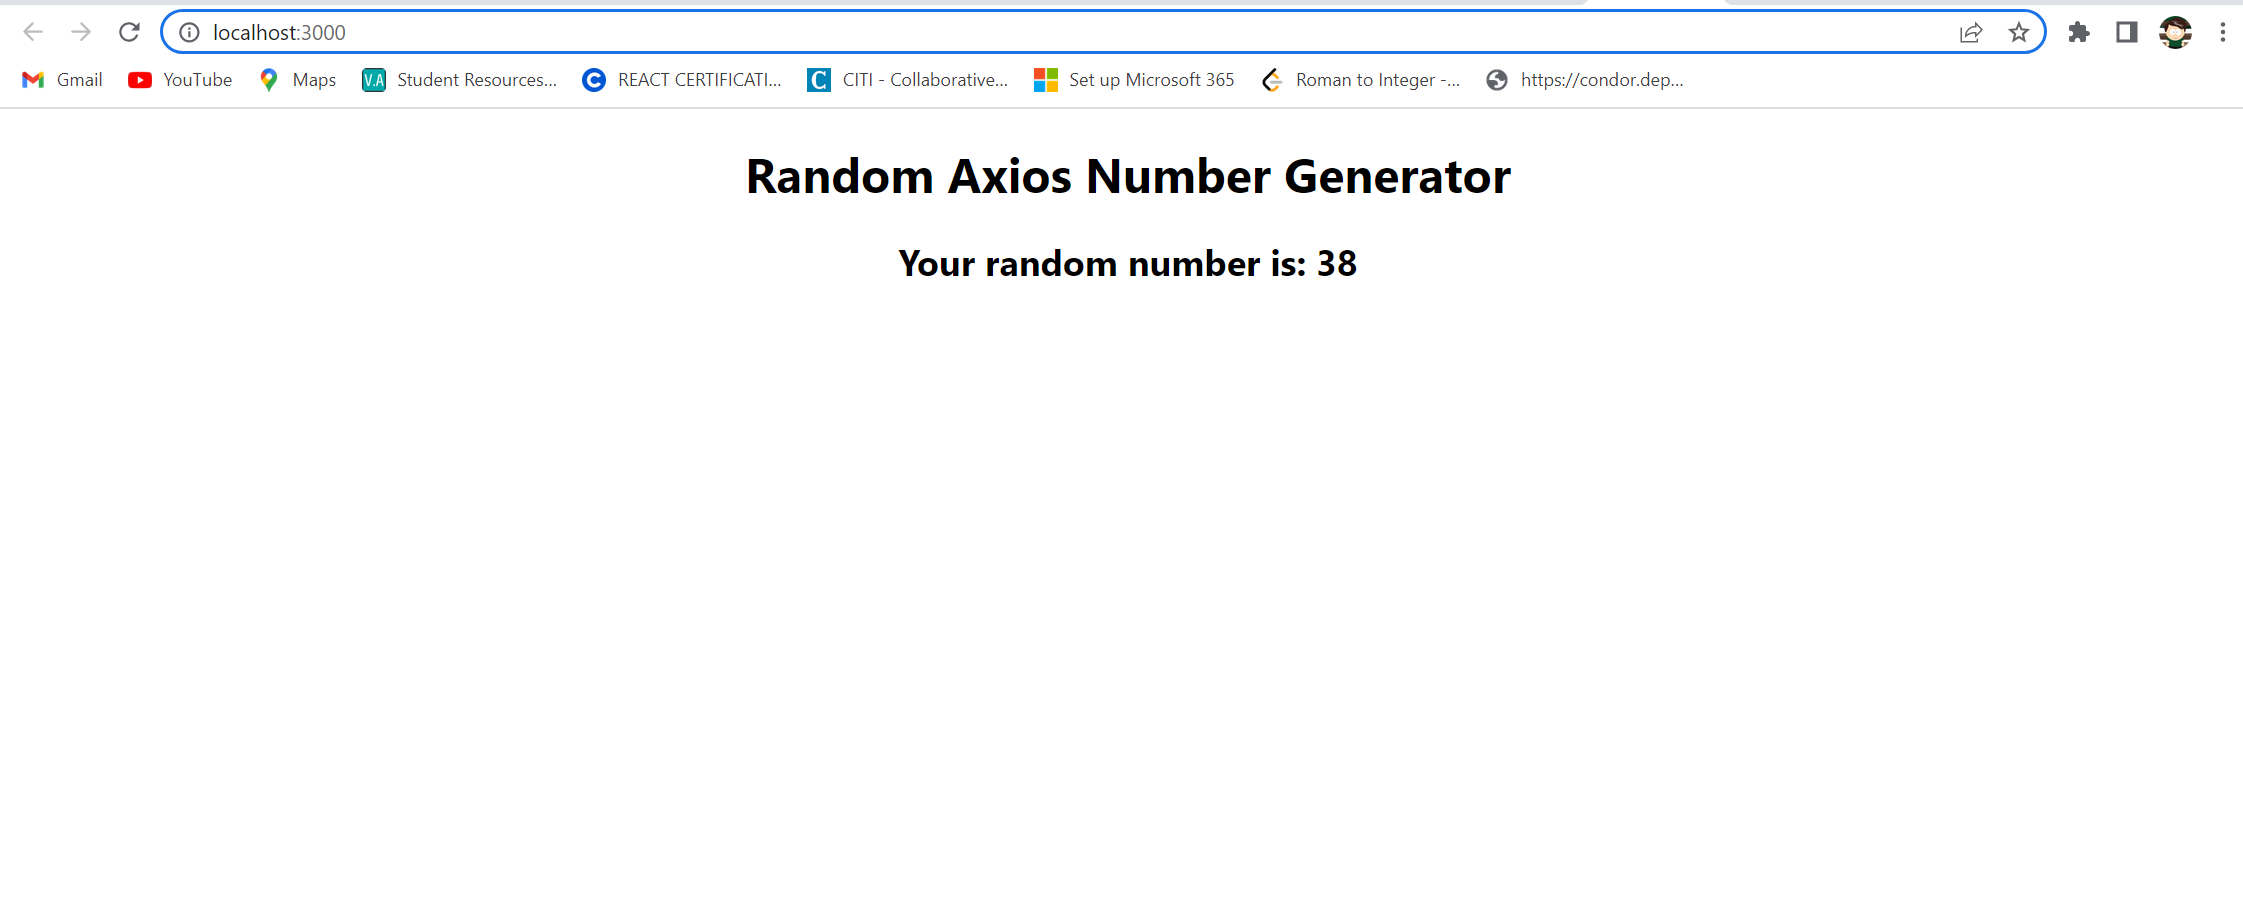 localhost:3000
Gmail YouTube Maps V.A Student Resources... C REACT CERTIFICATI... C CITI - Collaborative... Set up Microsoft 365 Roman to Integer -... https://condor.dep...
Random Axios Number Generator
Your random number is: 38